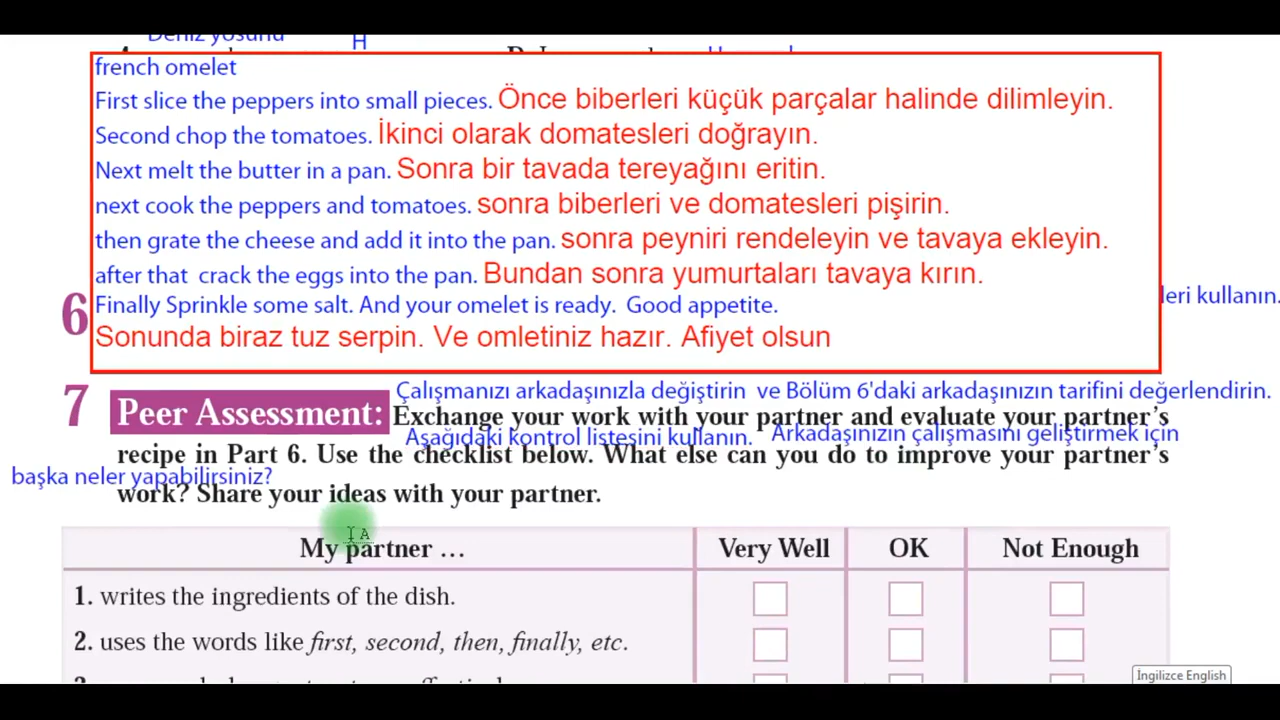 Deniz yosunu
H
french omelet
First slice the peppers into small pieces. Önce biberleri küçük parçalar halinde dilimleyin.
Second chop the tomatoes. İkinci olarak domatesleri doğrayın.
Next melt the butter in a pan. Sonra bir tavada tereyağını eritin.
next cook the peppers and tomatoes. sonra biberleri ve domatesleri pişirin.
then grate the cheese and add it into the pan. sonra peyniri rendeleyin ve tavaya ekleyin.
after that crack the eggs into the pan. Bundan sonra yumurtaları tavaya kırın.
6 Finally Sprinkle some salt. And your omelet is ready. Good appetite. leri kullanın.
Sonunda biraz tuz serpin. Ve omletiniz hazır. Afiyet olsun
Çalışmanızı arkadaşınızla değiştirin ve Bölüm 6'daki arkadaşınızın tarifini değerlendirin.
7 Peer Assessment: Exchange your work with your partner and evaluate your partner's
Aşağıdaki kontrol listesini kullanın. Arkadaşınızın çalışmasını geliştirmek için
recipe in Part 6. Use the checklist below. What else can you do to improve your partner's
başka neler yapabilirsiniz?
work? Share your ideas with your partner.
My partner … Very Well OK Not Enough
1. writes the ingredients of the dish.
2. uses the words like first, second, then, finally, etc.
İngilizce English